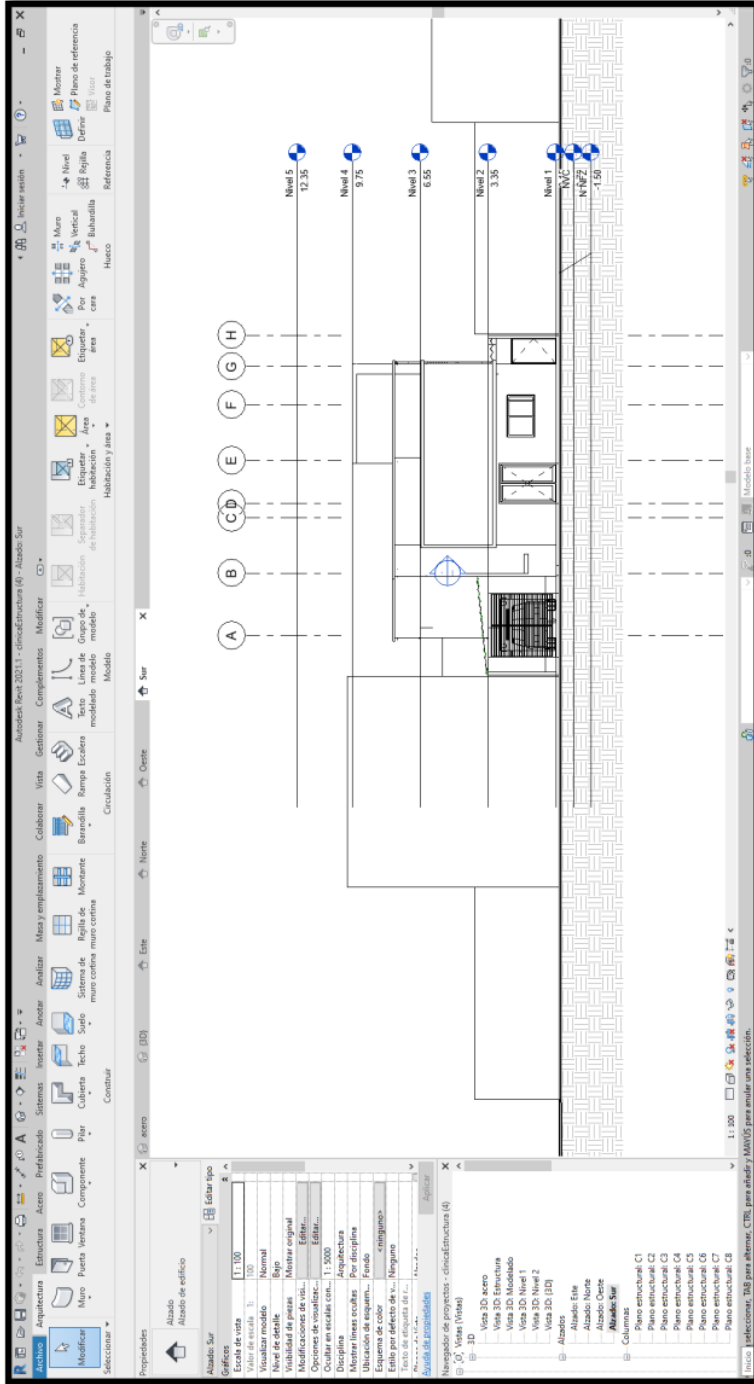 Autodesk Revit 2021.1 - clinicaEstructura (4) - Alzado: Sur
Iniciar sesión
Archivo Arquitectura Estructura Acero Prefabricado Sistemas Insertar Anotar Analizar Masa y emplazamiento Colaborar Vista Gestionar Complementos Modificar
Modificar
Muro Puerta Ventana Componente Pilar Cubierta Techo Suelo Sistema de muro cortina Rejilla de muro cortina Montante
Barandilla Rampa Escalera
Texto modelado Línea de modelo Grupo de modelo
Habitación Separador de habitación Etiquetar habitación Área Contorno de área Etiquetar área
Por cara Agujero Muro Vertical Buhardilla
Nivel Rejilla
Definir Mostrar Plano de referencia Visor
Seleccionar Construir Circulación Modelo Habitación y área Hueco Referencia Plano de trabajo
Propiedades
acero {3D} Este Norte Oeste Sur
Alzado
Alzado de edificio
Alzado: Sur Editar tipo
Gráficos
Escala de vista 1 : 100
Valor de escala 1: 100
Visualizar modelo Normal
Nivel de detalle Bajo
Visibilidad de piezas Mostrar original
Modificaciones de visi... Editar...
Opciones de visualizac... Editar...
Ocultar en escalas con... 1 : 5000
Disciplina Arquitectura
Mostrar líneas ocultas Por disciplina
Ubicación de esquem... Fondo
Esquema de color <ninguno>
Estilo por defecto de v... Ninguno
Texto de etiqueta de r...
Ayuda de propiedades Aplicar
Navegador de proyectos - clinicaEstructura (4)
Vistas (Vistas)
3D
Vista 3D: acero
Vista 3D: Estructura
Vista 3D: Modelado
Vista 3D: Nivel 1
Vista 3D: Nivel 2
Vista 3D: {3D}
Alzados
Alzado: Este
Alzado: Norte
Alzado: Oeste
Alzado: Sur
Columnas
Plano estructural: C1
Plano estructural: C2
Plano estructural: C3
Plano estructural: C4
Plano estructural: C5
Plano estructural: C6
Plano estructural: C7
Plano estructural: C8
A B C D E F G H
Nivel 5
12.35
Nivel 4
9.75
Nivel 3
6.55
Nivel 2
3.35
Nivel 1
NVC
N NFZ
-1.50
1 : 100
Inicio
seleccionar, TAB para alternar, CTRL para añadir y MAYÚS para anular una selección.
:0
Modelo base
:0